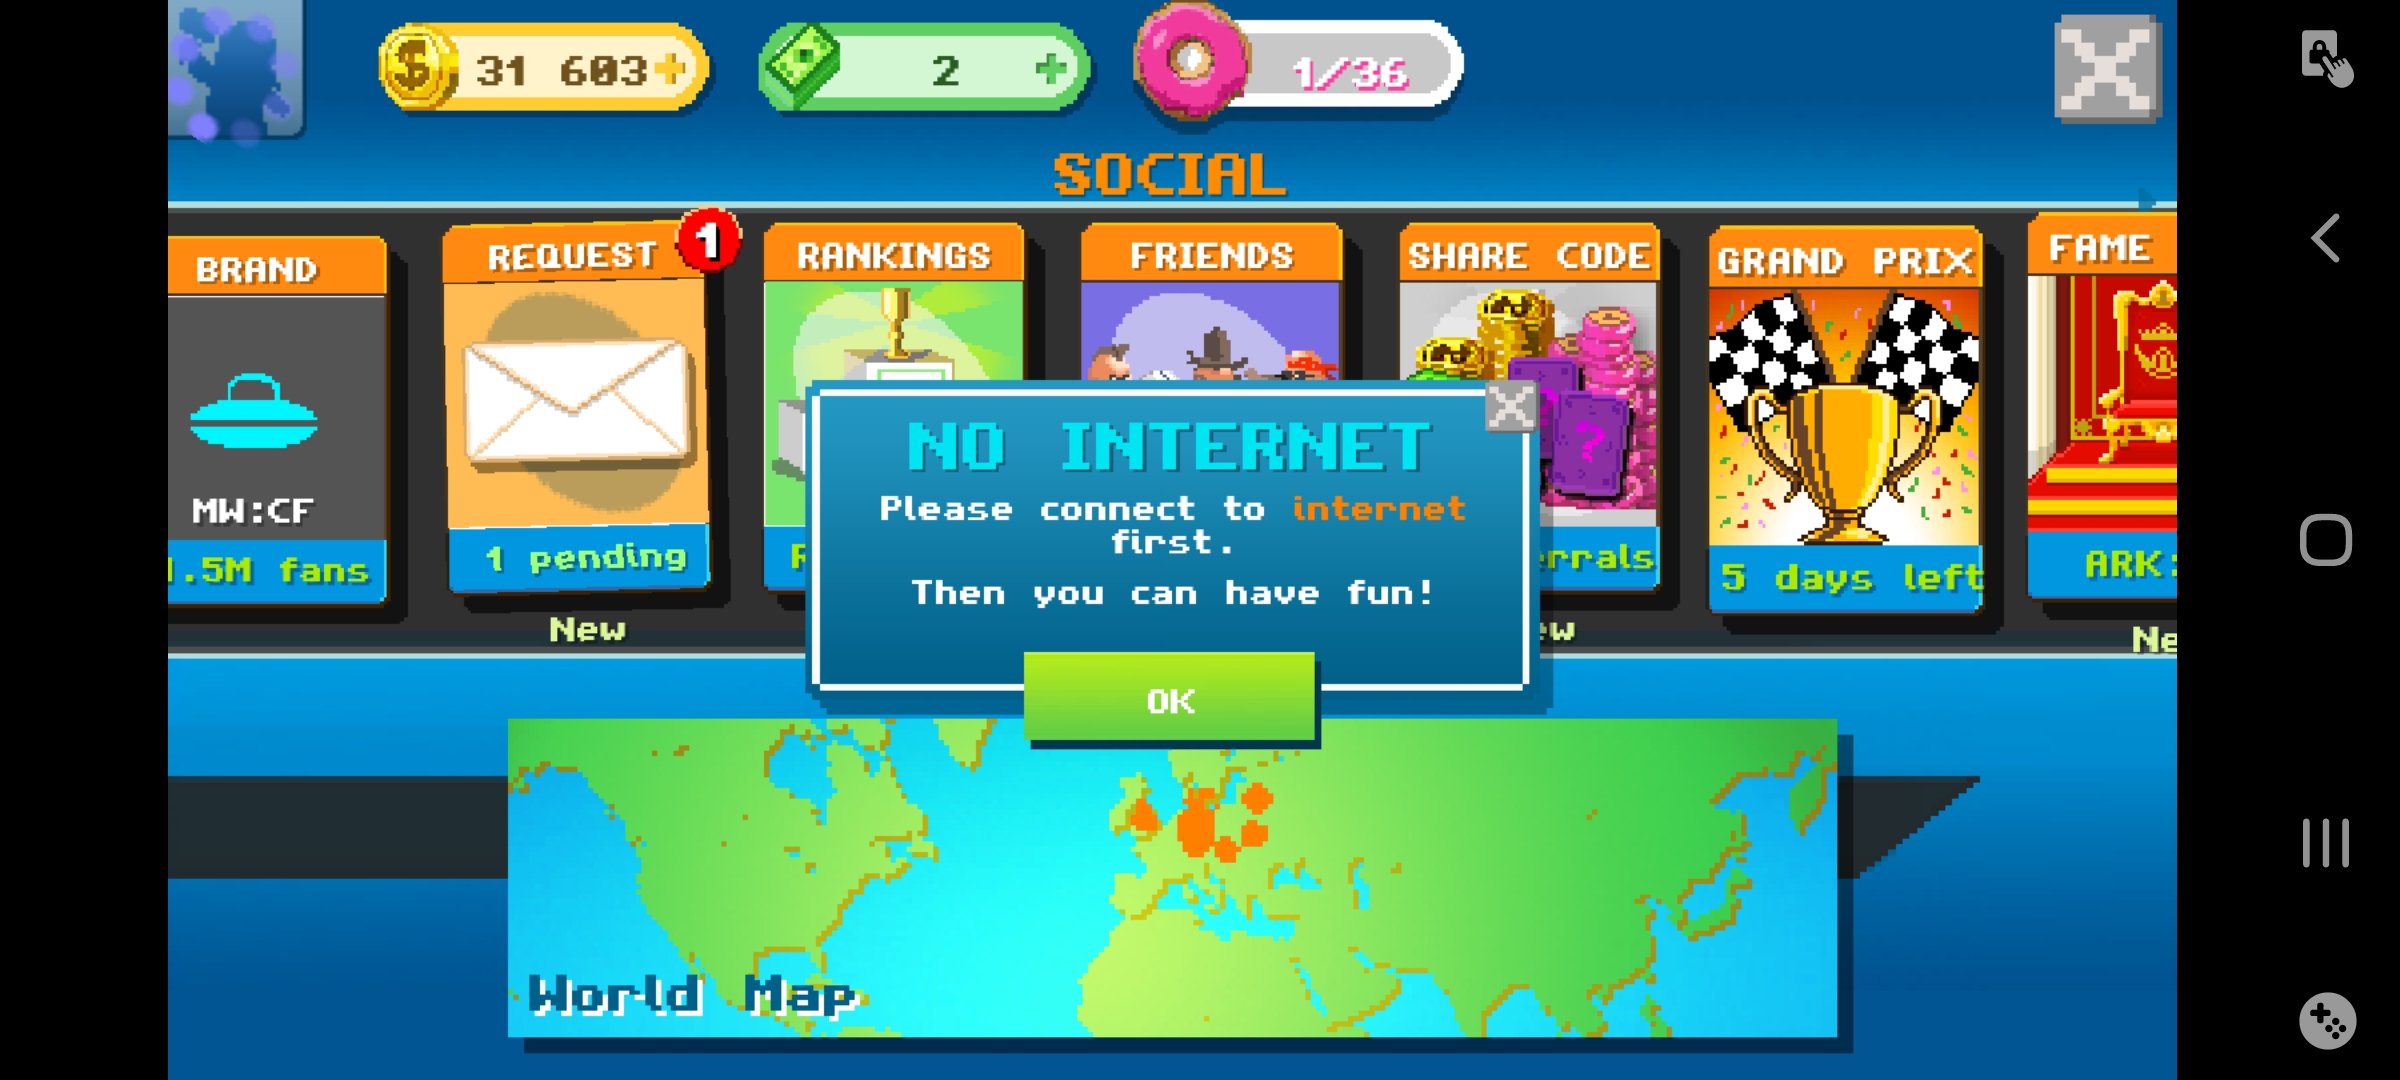 31 603
2
1/36
SOCIAL
BRAND
MW:CF
1.5M fans
REQUEST
1
1 pending
New
RANKINGS
FRIENDS
SHARE CODE
GRAND PRIX
5 days left
FAME
ARK:
NO INTERNET
Please connect to internet
first.
Then you can have fun!
OK
World Map